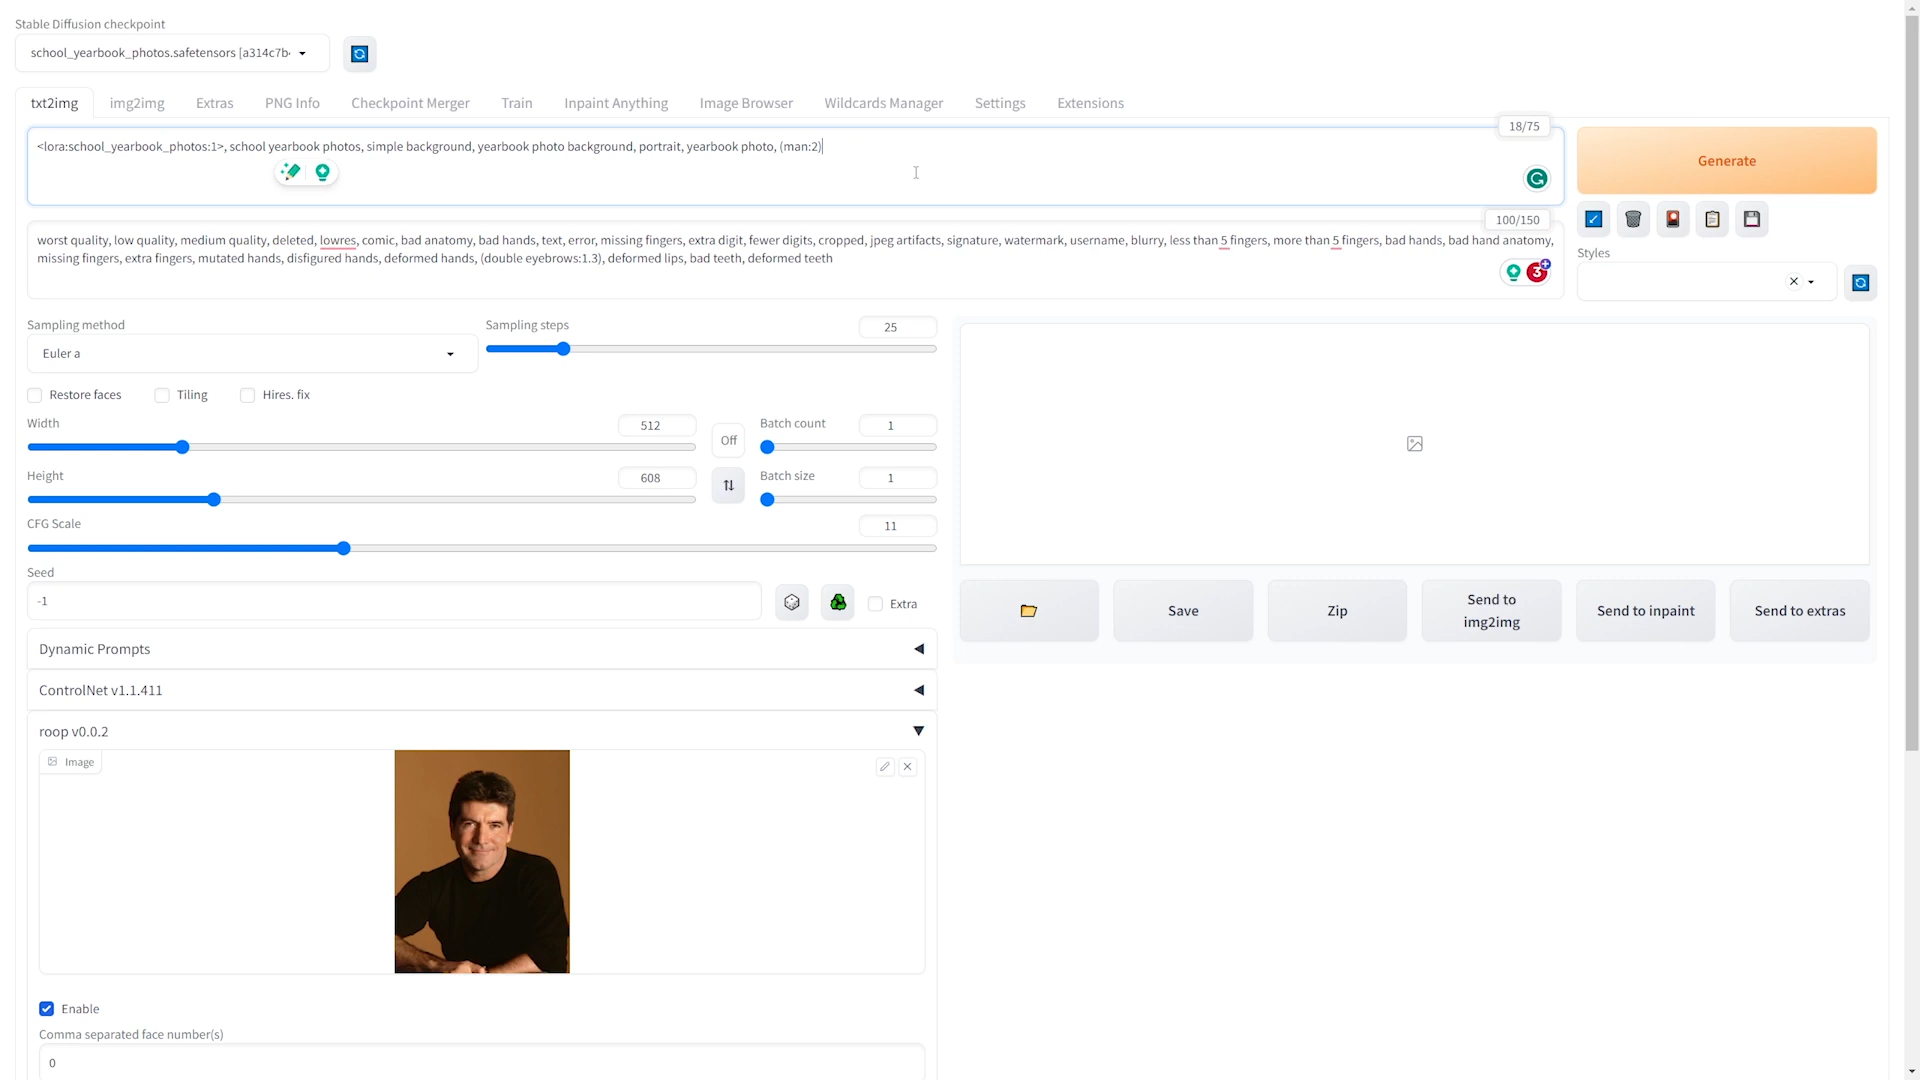 Stable Diffusion checkpoint
school_yearbook_photos.safetensors [a314c7b
txt2img img2img Extras PNG Info Checkpoint Merger Train Inpaint Anything Image Browser Wildcards Manager Settings Extensions
18/75
<lora:school_yearbook_photos:1>, school yearbook photos, simple background, yearbook photo background, portrait, yearbook photo, (man:2)
Generate
100/150
worst quality, low quality, medium quality, deleted, lowres, comic, bad anatomy, bad hands, text, error, missing fingers, extra digit, fewer digits, cropped, jpeg artifacts, signature, watermark, username, blurry, less than 5 fingers, more than 5 fingers, bad hands, bad hand anatomy,
missing fingers, extra fingers, mutated hands, disfigured hands, deformed hands, (double eyebrows:1.3), deformed lips, bad teeth, deformed teeth
3
Styles
Sampling method
Euler a
Sampling steps
25
Restore faces Tiling Hires. fix
Width
512
Off
Batch count
1
Height
608
Batch size
1
CFG Scale
11
Seed
-1
Extra
Save
Zip
Send to
img2img
Send to inpaint
Send to extras
Dynamic Prompts
ControlNet v1.1.411
roop v0.0.2
Image
Enable
Comma separated face number(s)
0